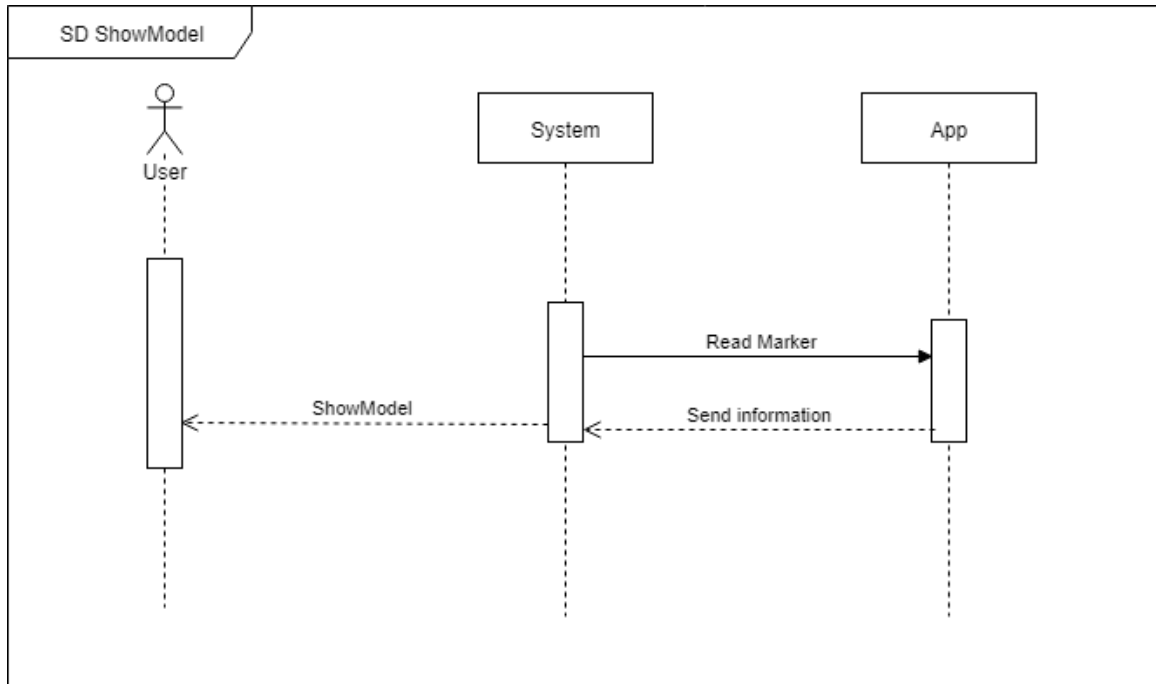 SD ShowModel
User
System
App
Read Marker
ShowModel
Send information